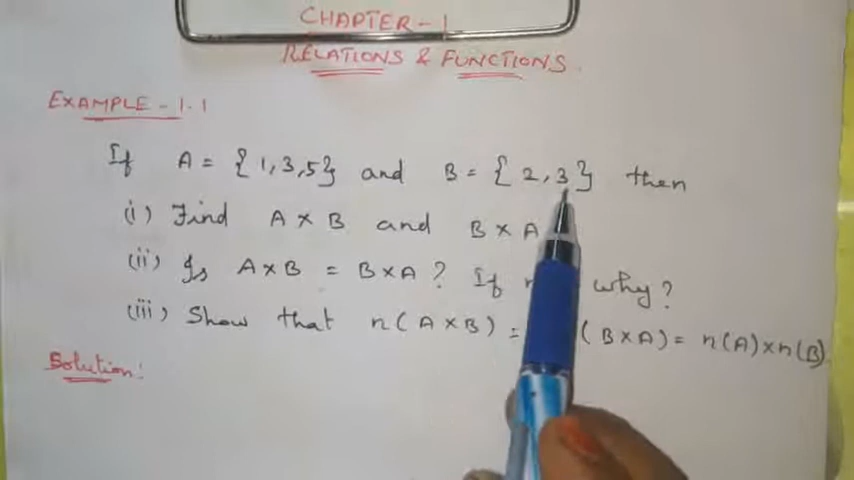 CHAPTER - 1
RELATIONS & FUNCTIONS
EXAMPLE - 1.1
If A = {1,3,5} and B = {2,3} then
(i) Find A × B and B × A
(ii) Is A×B = B×A ? If why ?
(iii) Show that n(A×B) = (B×A) = n(A)×n(B).
Solution: